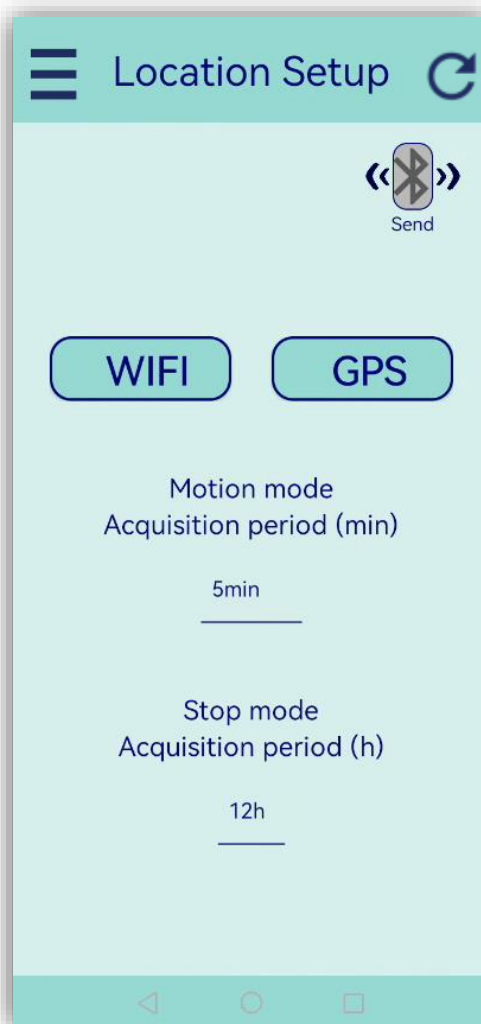 Location Setup
Send
WIFI
GPS
Motion mode
Acquisition period (min)
5min
Stop mode
Acquisition period (h)
12h